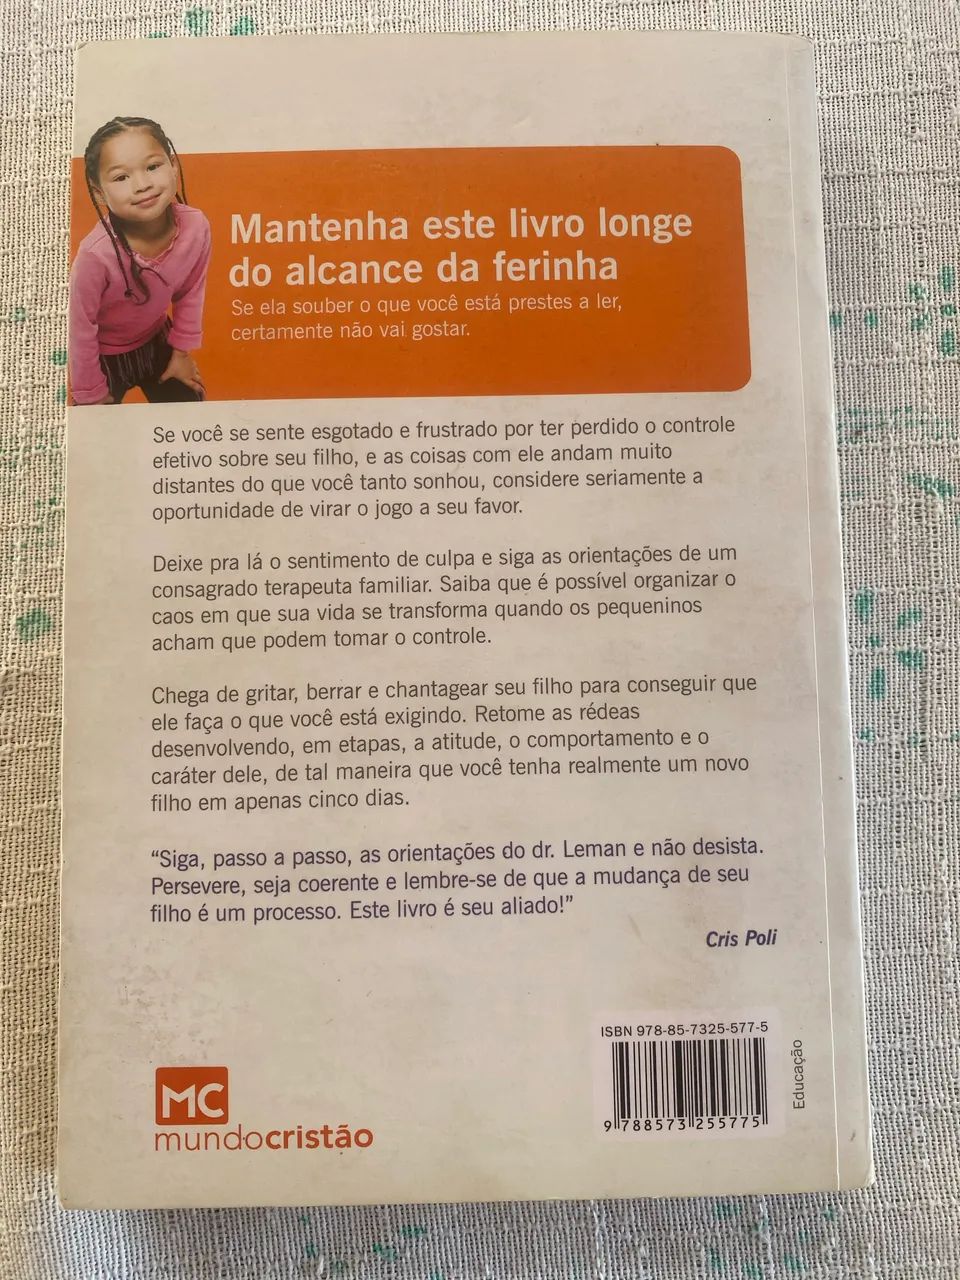 Mantenha este livro longe
do alcance da ferinha
Se ela souber o que você está prestes a ler,
certamente não vai gostar.
Se você se sente esgotado e frustrado por ter perdido o controle
efetivo sobre seu filho, e as coisas com ele andam muito
distantes do que você tanto sonhou, considere seriamente a
oportunidade de virar o jogo a seu favor.
Deixe pra lá o sentimento de culpa e siga as orientações de um
consagrado terapeuta familiar. Saiba que é possível organizar o
caos em que sua vida se transforma quando os pequeninos
acham que podem tomar o controle.
Chega de gritar, berrar e chantagear seu filho para conseguir que
ele faça o que você está exigindo. Retome as rédeas
desenvolvendo, em etapas, a atitude, o comportamento e o
caráter dele, de tal maneira que você tenha realmente um novo
filho em apenas cinco dias.
“Siga, passo a passo, as orientações do dr. Leman e não desista.
Persevere, seja coerente e lembre-se de que a mudança de seu
filho é um processo. Este livro é seu aliado!”
Cris Poli
ISBN 978-85-7325-577-5
9 788573 255775
Educação
MC
mundocristão